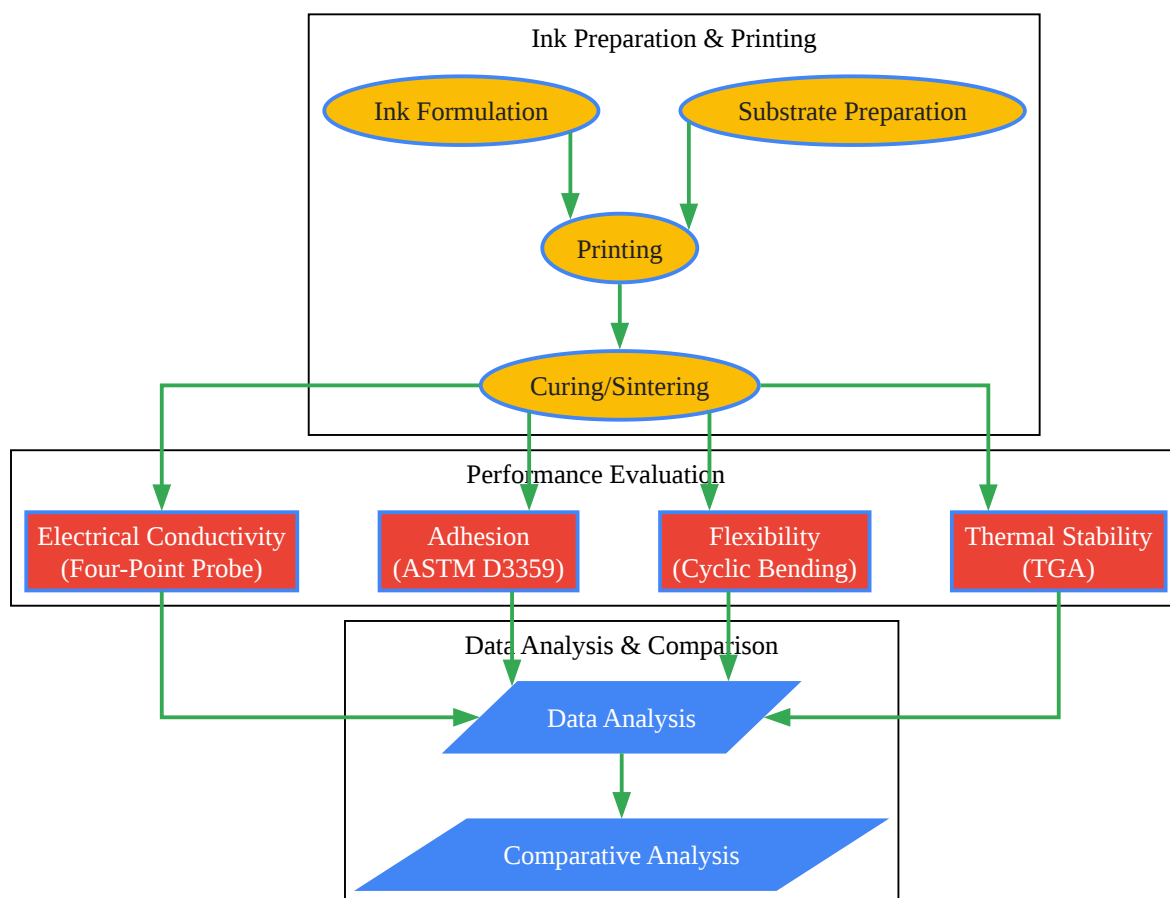 Ink Preparation & Printing
Ink Formulation
Substrate Preparation
Printing
Curing/Sintering
Performance Evaluation
Electrical Conductivity
(Four-Point Probe)
Adhesion
(ASTM D3359)
Flexibility
(Cyclic Bending)
Thermal Stability
(TGA)
Data Analysis & Comparison
Data Analysis
Comparative Analysis